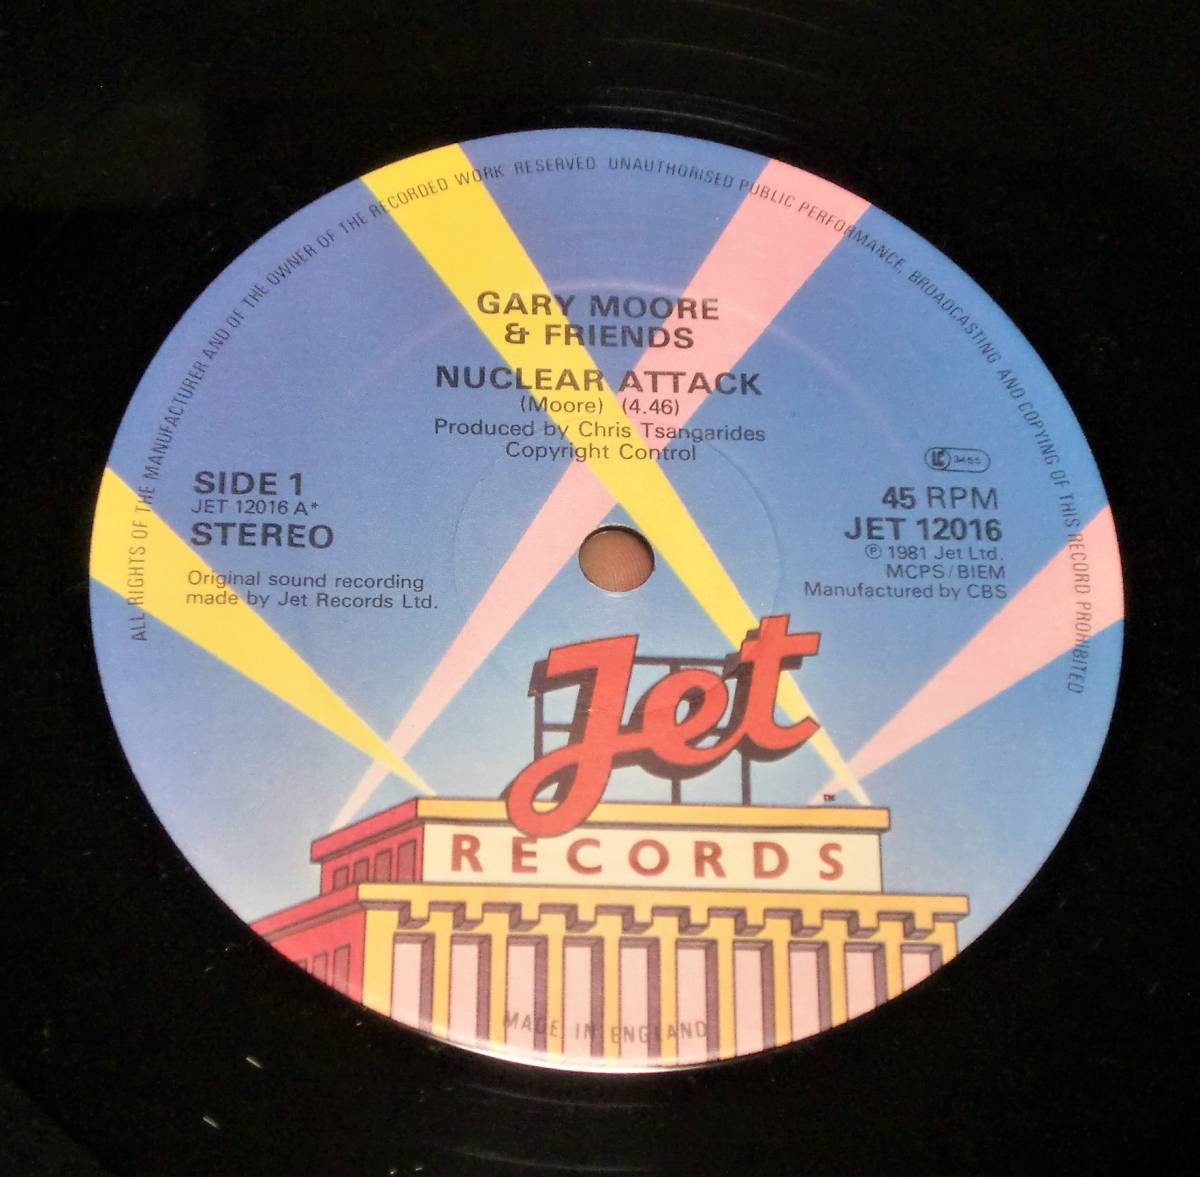 ALL RIGHTS OF THE MANUFACTURER AND OF THE OWNER OF THE RECORDED WORK RESERVED UNAUTHORISED PUBLIC PERFORMANCE, BROADCASTING AND COPYING OF THIS RECORD PROHIBITED
GARY MOORE
& FRIENDS
NUCLEAR ATTACK
(Moore) (4.46)
Produced by Chris Tsangarides
Copyright Control
SIDE 1
JET 12016 A*
STEREO
Original sound recording
made by Jet Records Ltd.
LC 3455
45 RPM
JET 12016
℗ 1981 Jet Ltd.
MCPS/BIEM
Manufactured by CBS
Jet
TM
RECORDS
MADE IN ENGLAND